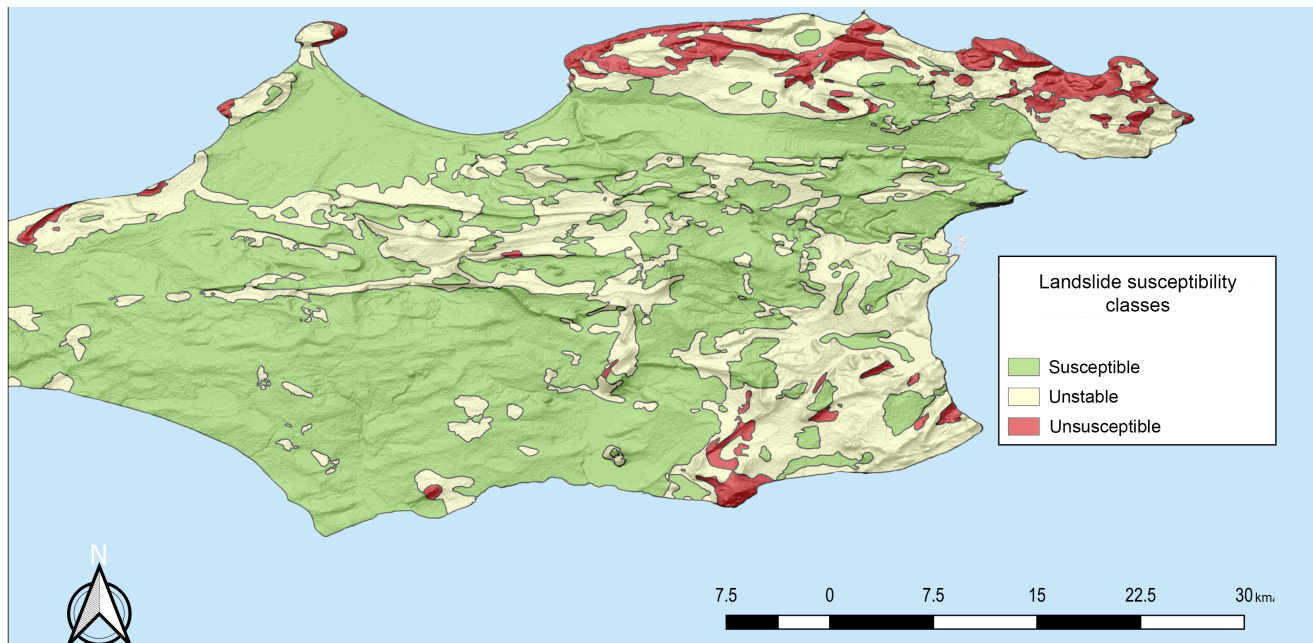 Landslide susceptibility
classes
Susceptible
Unstable
Unsusceptible
N
7.5 0 7.5 15 22.5 30 km